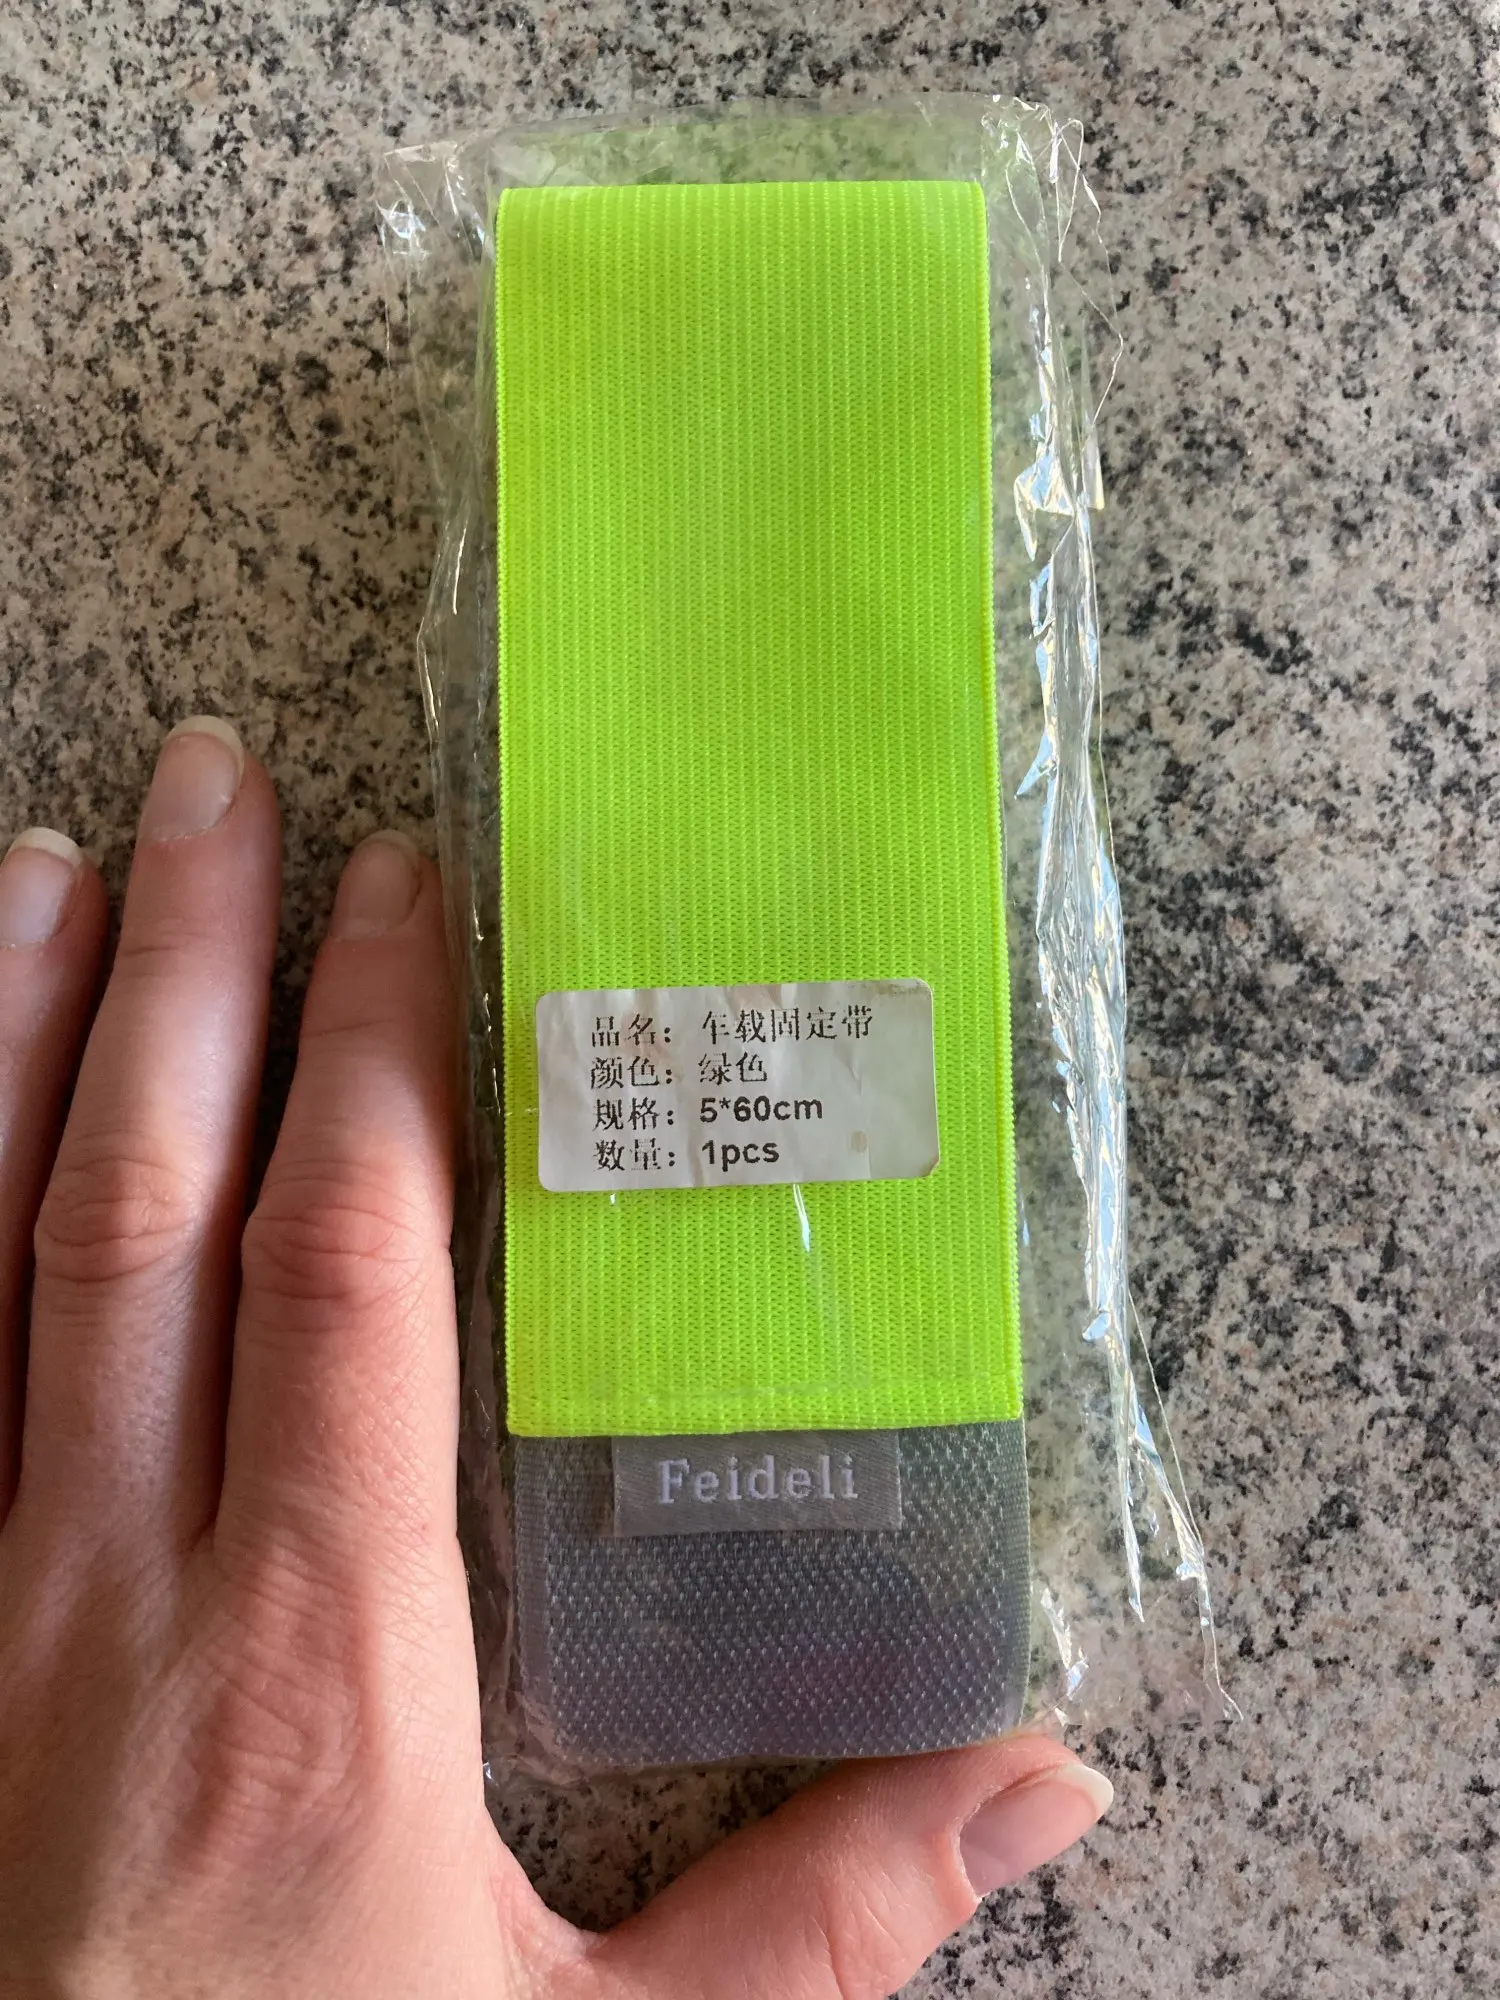 品名：车载固定带
颜色：绿色
规格：5*60cm
数量：1pcs
Feideli